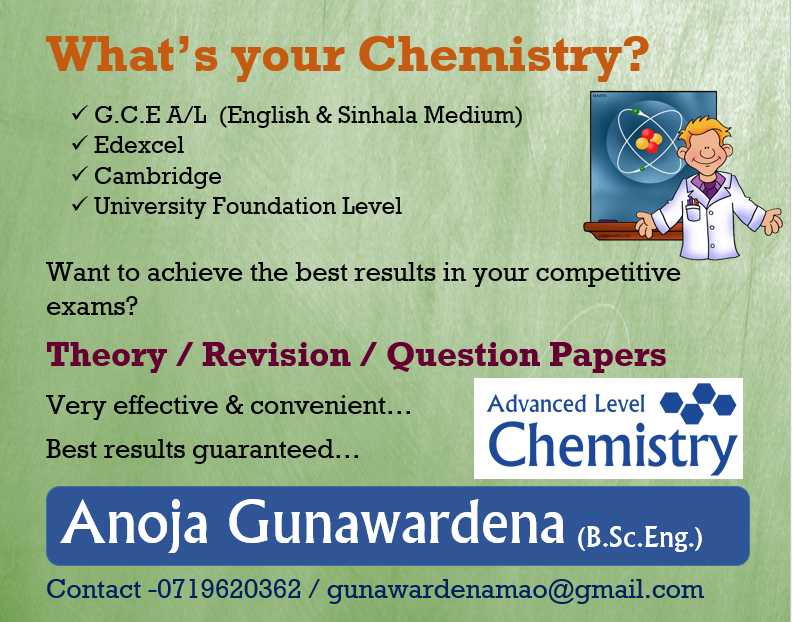 What's your Chemistry?
✓ G.C.E A/L (English & Sinhala Medium)
✓ Edexcel
✓ Cambridge
✓ University Foundation Level
Want to achieve the best results in your competitive
exams?
Theory / Revision / Question Papers
Very effective & convenient…
Best results guaranteed…
Advanced Level
Chemistry
Anoja Gunawardena (B.Sc.Eng.)
Contact -0719620362 / gunawardenamao@gmail.com